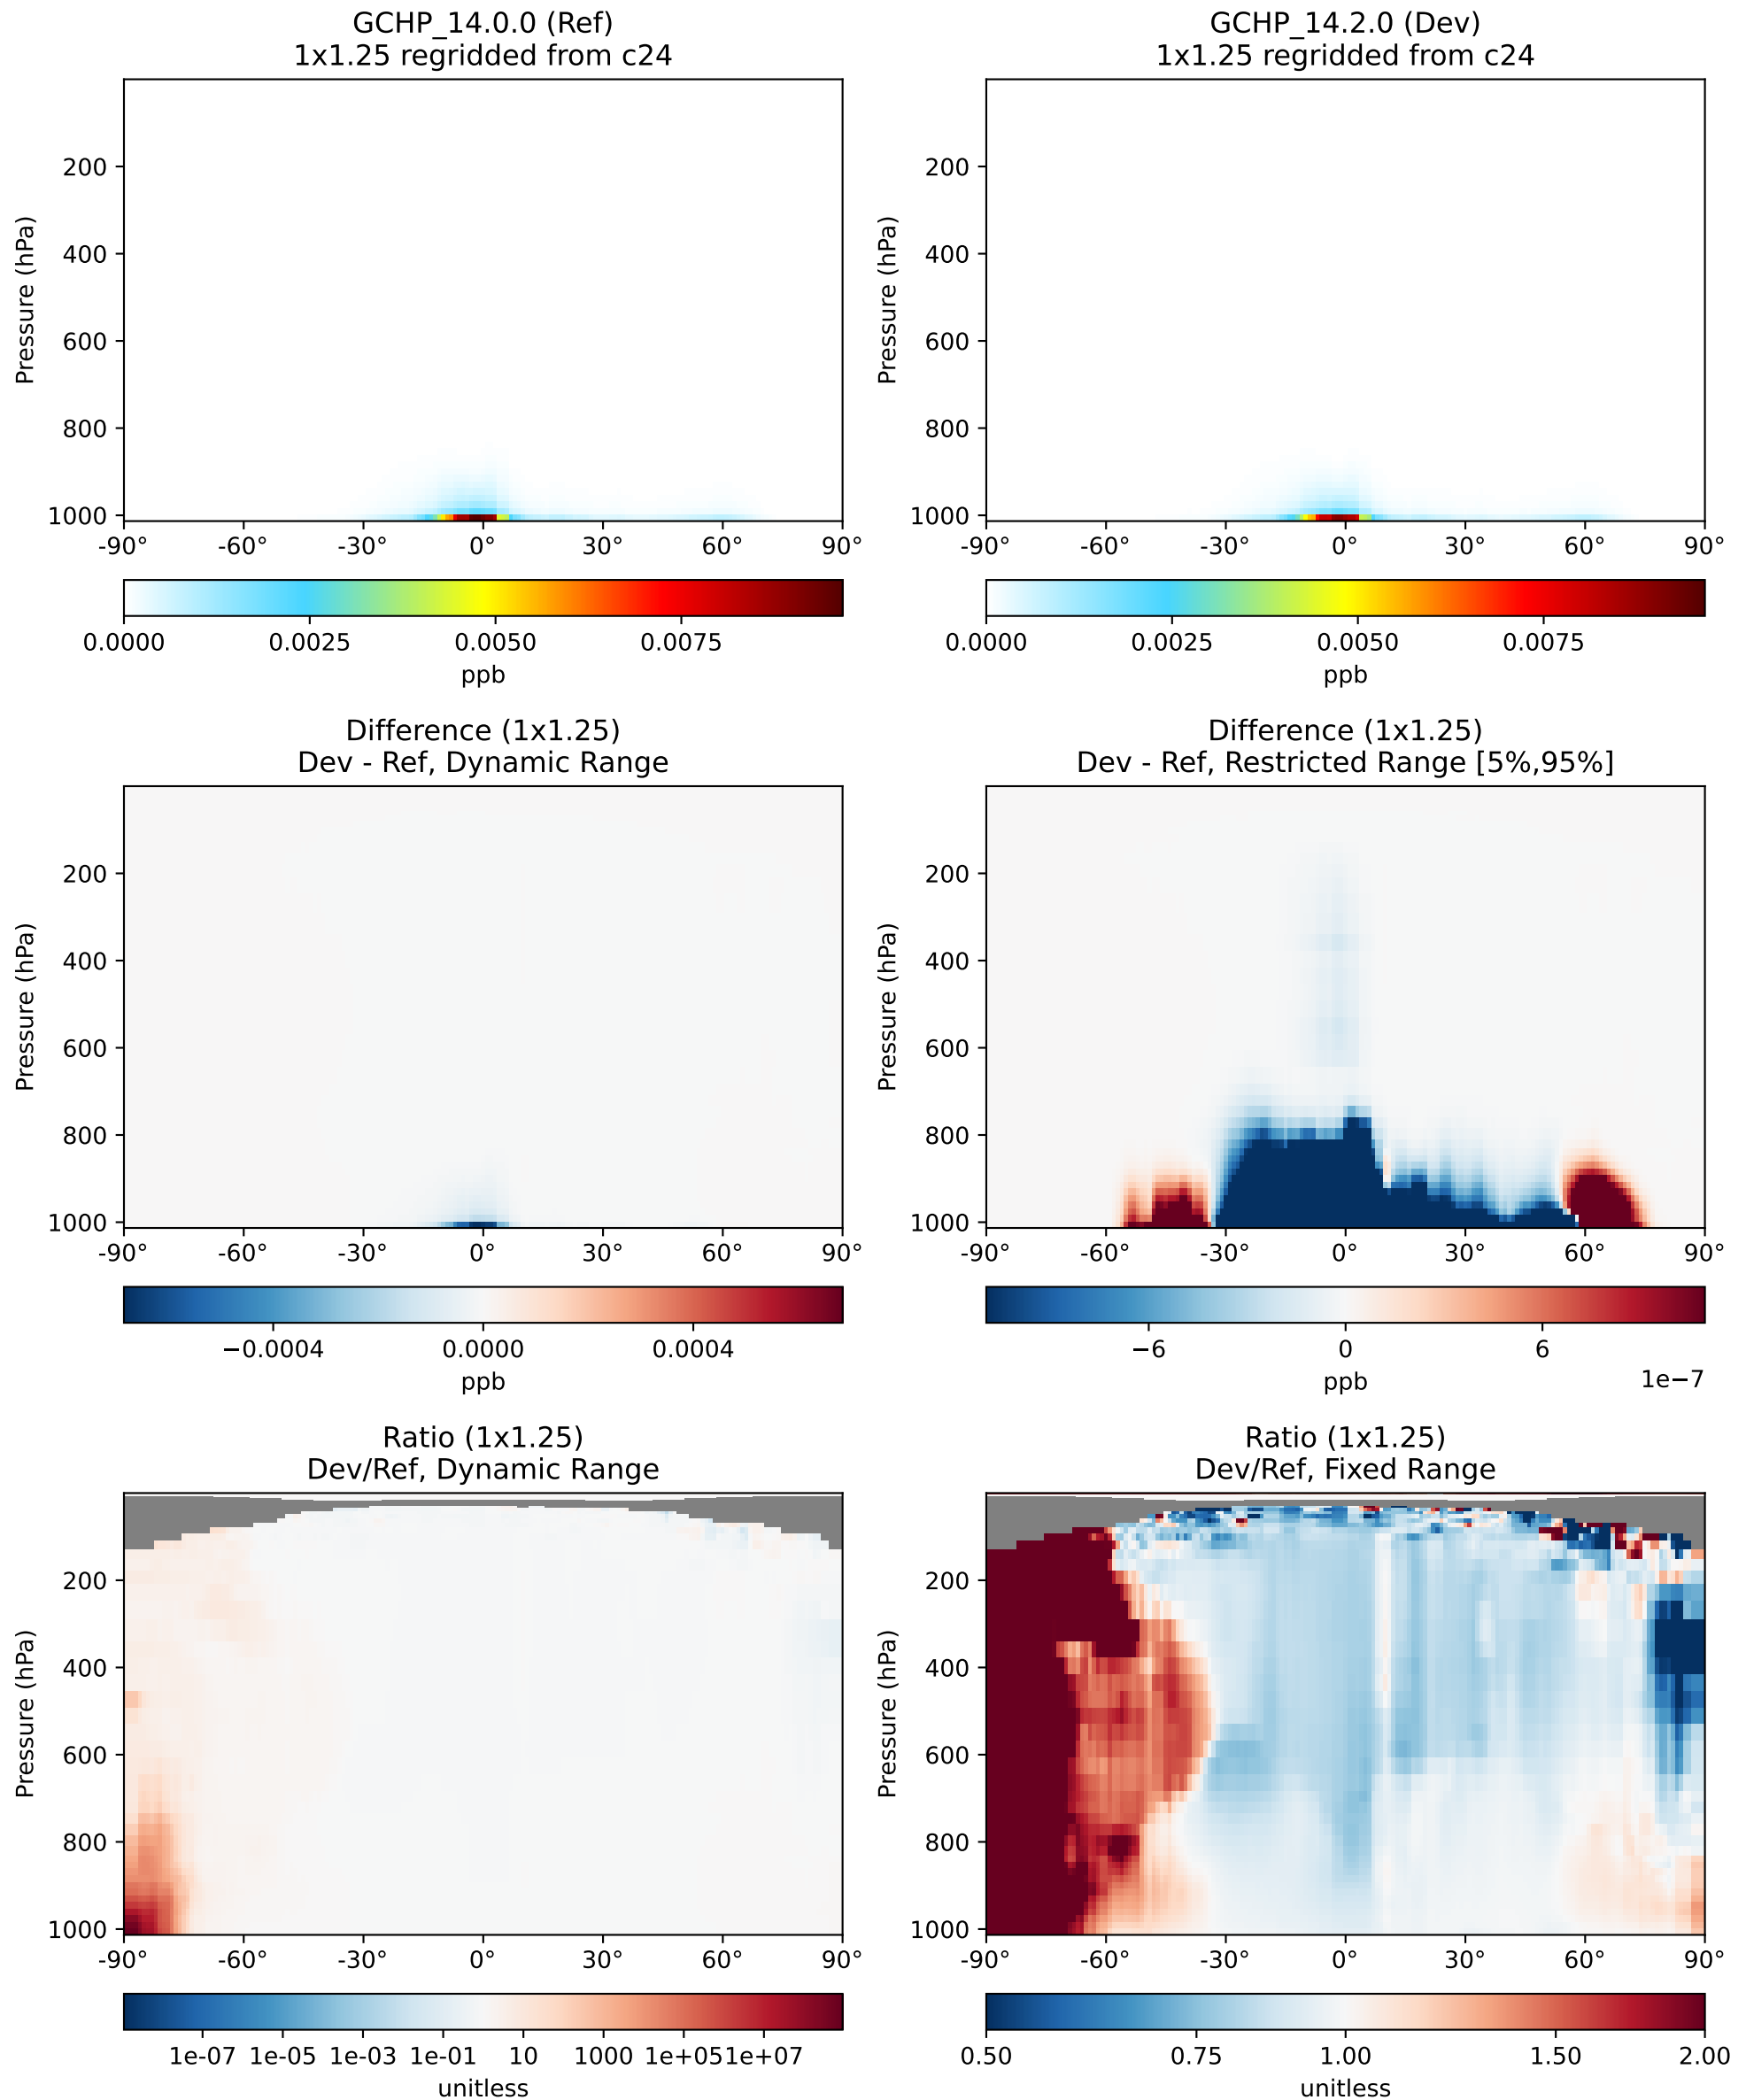 GCHP_14.0.0 (Ref)
1x1.25 regridded from c24
Pressure (hPa)
200
400
600
800
1000
-90° -60° -30° 0° 30° 60° 90°
0.0000 0.0025 0.0050 0.0075
ppb
GCHP_14.2.0 (Dev)
1x1.25 regridded from c24
Pressure (hPa)
200
400
600
800
1000
-90° -60° -30° 0° 30° 60° 90°
0.0000 0.0025 0.0050 0.0075
ppb
Difference (1x1.25)
Dev - Ref, Dynamic Range
Pressure (hPa)
200
400
600
800
1000
-90° -60° -30° 0° 30° 60° 90°
−0.0004 0.0000 0.0004
ppb
Difference (1x1.25)
Dev - Ref, Restricted Range [5%,95%]
Pressure (hPa)
200
400
600
800
1000
-90° -60° -30° 0° 30° 60° 90°
−6 0 6
1e−7
ppb
Ratio (1x1.25)
Dev/Ref, Dynamic Range
Pressure (hPa)
200
400
600
800
1000
-90° -60° -30° 0° 30° 60° 90°
1e-07 1e-05 1e-03 1e-01 10 1000 1e+05 1e+07
unitless
Ratio (1x1.25)
Dev/Ref, Fixed Range
Pressure (hPa)
200
400
600
800
1000
-90° -60° -30° 0° 30° 60° 90°
0.50 0.75 1.00 1.50 2.00
unitless